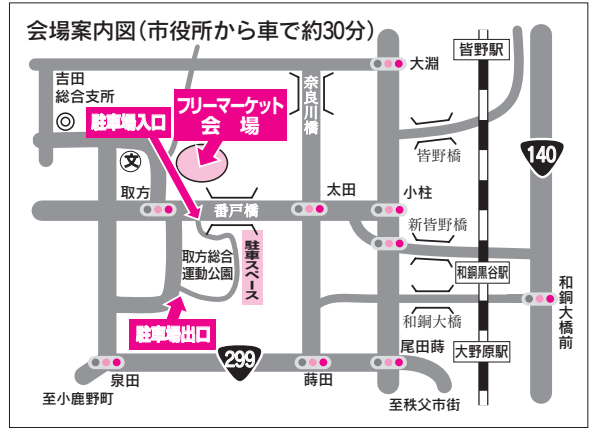 会場案内図(市役所から車で約30分)
皆野駅
大淵
吉田
総合支所
奈良川橋
フリーマーケット
会 場
駐車場入口
文
皆野橋
140
取方
太田
小柱
番戸橋
新皆野橋
取方総合
運動公園
駐車スペース
和銅黒谷駅
和銅大橋前
和銅大橋
駐車場出口
尾田蒔
大野原駅
299
泉田
蒔田
至小鹿野町
至秩父市街